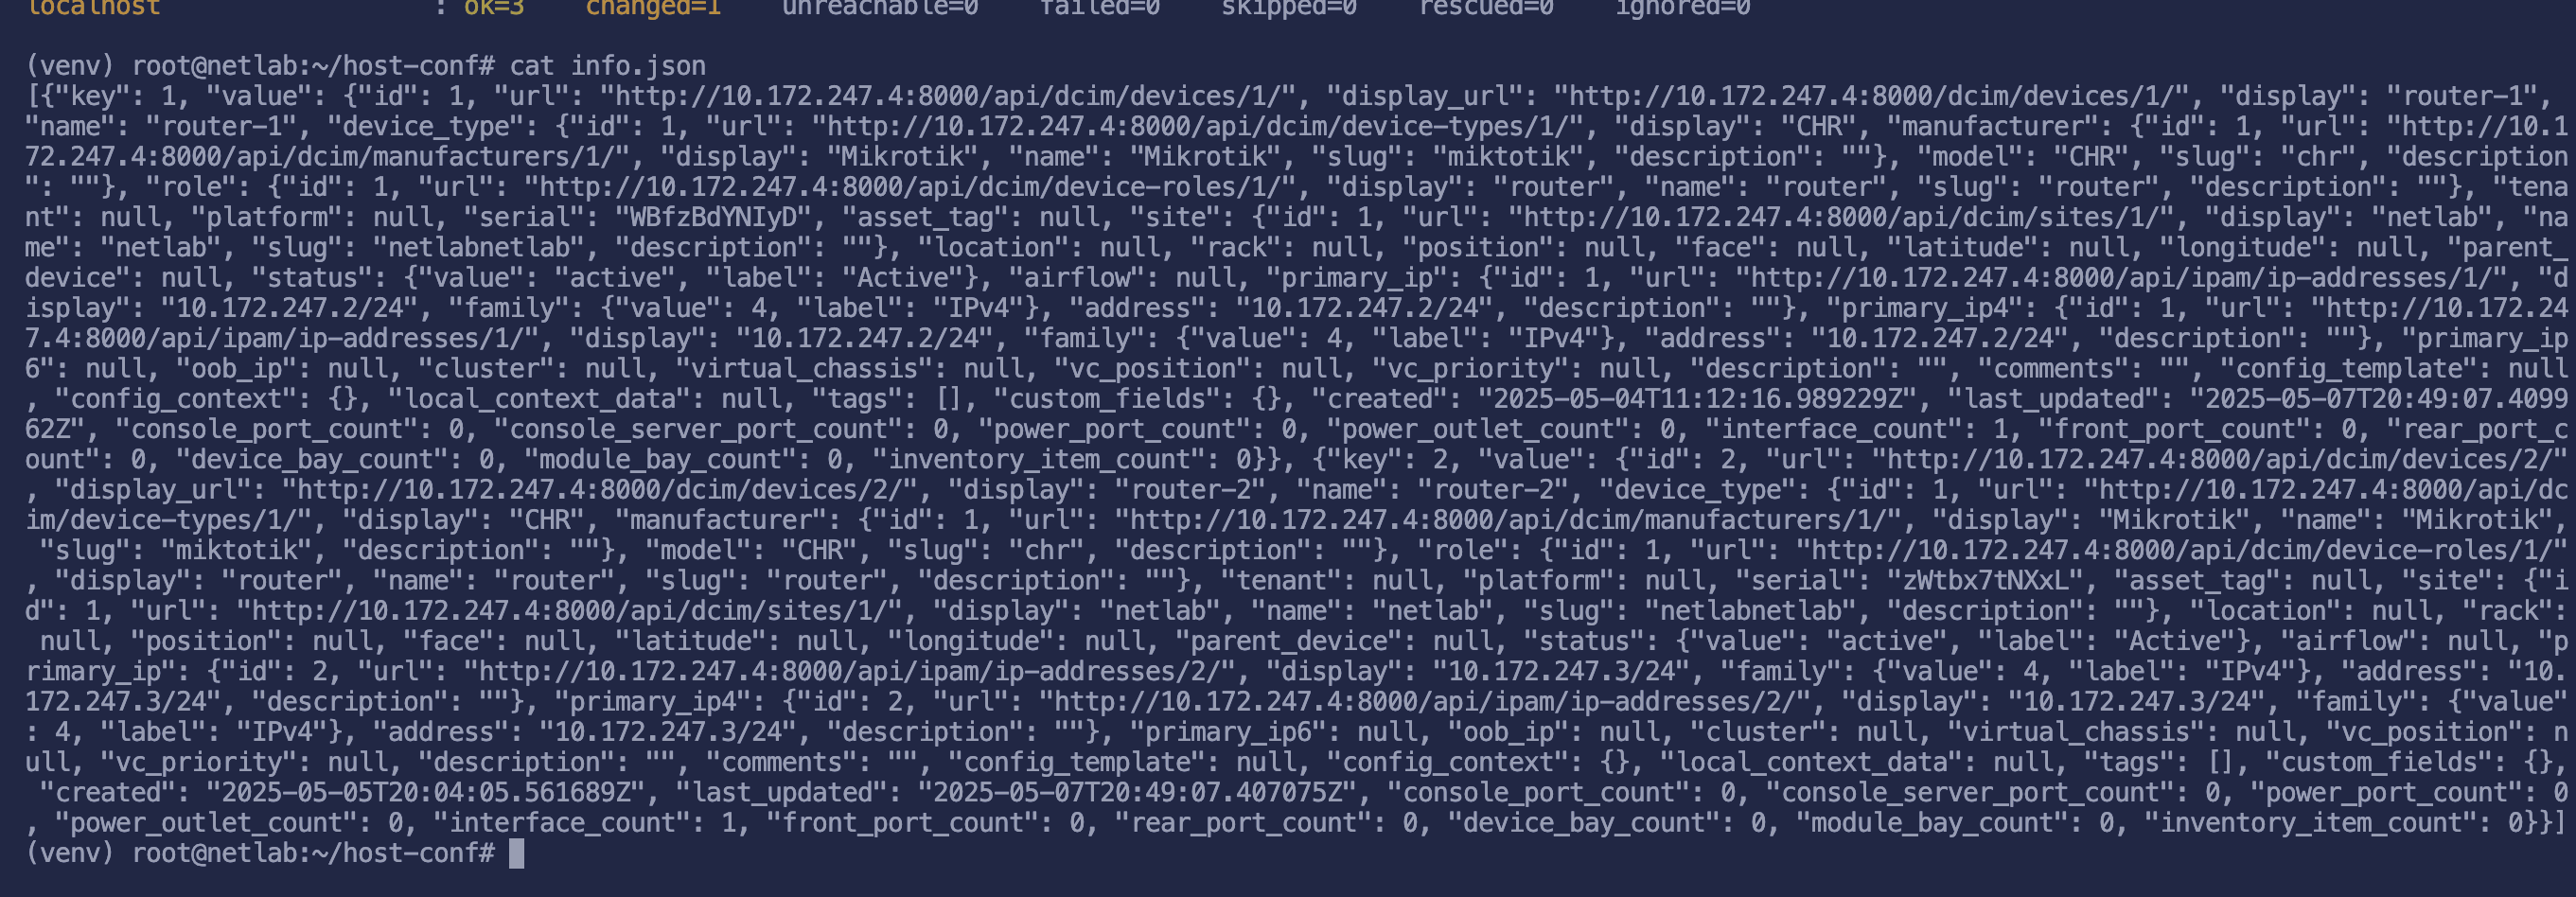 localhost                  : ok=3    changed=1    unreachable=0    failed=0    skipped=0    rescued=0    ignored=0
(venv) root@netlab:~/host-conf# cat info.json
[{"key": 1, "value": {"id": 1, "url": "http://10.172.247.4:8000/api/dcim/devices/1/", "display_url": "http://10.172.247.4:8000/dcim/devices/1/", "display": "router-1",
"name": "router-1", "device_type": {"id": 1, "url": "http://10.172.247.4:8000/api/dcim/device-types/1/", "display": "CHR", "manufacturer": {"id": 1, "url": "http://10.1
72.247.4:8000/api/dcim/manufacturers/1/", "display": "Mikrotik", "name": "Mikrotik", "slug": "miktotik", "description": ""}, "model": "CHR", "slug": "chr", "description
": ""}, "role": {"id": 1, "url": "http://10.172.247.4:8000/api/dcim/device-roles/1/", "display": "router", "name": "router", "slug": "router", "description": ""}, "tena
nt": null, "platform": null, "serial": "WBfzBdYNIyD", "asset_tag": null, "site": {"id": 1, "url": "http://10.172.247.4:8000/api/dcim/sites/1/", "display": "netlab", "na
me": "netlab", "slug": "netlabnetlab", "description": ""}, "location": null, "rack": null, "position": null, "face": null, "latitude": null, "longitude": null, "parent_
device": null, "status": {"value": "active", "label": "Active"}, "airflow": null, "primary_ip": {"id": 1, "url": "http://10.172.247.4:8000/api/ipam/ip-addresses/1/", "d
isplay": "10.172.247.2/24", "family": {"value": 4, "label": "IPv4"}, "address": "10.172.247.2/24", "description": ""}, "primary_ip4": {"id": 1, "url": "http://10.172.24
7.4:8000/api/ipam/ip-addresses/1/", "display": "10.172.247.2/24", "family": {"value": 4, "label": "IPv4"}, "address": "10.172.247.2/24", "description": ""}, "primary_ip
6": null, "oob_ip": null, "cluster": null, "virtual_chassis": null, "vc_position": null, "vc_priority": null, "description": "", "comments": "", "config_template": null
, "config_context": {}, "local_context_data": null, "tags": [], "custom_fields": {}, "created": "2025-05-04T11:12:16.989229Z", "last_updated": "2025-05-07T20:49:07.4099
62Z", "console_port_count": 0, "console_server_port_count": 0, "power_port_count": 0, "power_outlet_count": 0, "interface_count": 1, "front_port_count": 0, "rear_port_c
ount": 0, "device_bay_count": 0, "module_bay_count": 0, "inventory_item_count": 0}}, {"key": 2, "value": {"id": 2, "url": "http://10.172.247.4:8000/api/dcim/devices/2/"
, "display_url": "http://10.172.247.4:8000/dcim/devices/2/", "display": "router-2", "name": "router-2", "device_type": {"id": 1, "url": "http://10.172.247.4:8000/api/dc
im/device-types/1/", "display": "CHR", "manufacturer": {"id": 1, "url": "http://10.172.247.4:8000/api/dcim/manufacturers/1/", "display": "Mikrotik", "name": "Mikrotik",
 "slug": "miktotik", "description": ""}, "model": "CHR", "slug": "chr", "description": ""}, "role": {"id": 1, "url": "http://10.172.247.4:8000/api/dcim/device-roles/1/"
, "display": "router", "name": "router", "slug": "router", "description": ""}, "tenant": null, "platform": null, "serial": "zWtbx7tNXxL", "asset_tag": null, "site": {"i
d": 1, "url": "http://10.172.247.4:8000/api/dcim/sites/1/", "display": "netlab", "name": "netlab", "slug": "netlabnetlab", "description": ""}, "location": null, "rack":
 null, "position": null, "face": null, "latitude": null, "longitude": null, "parent_device": null, "status": {"value": "active", "label": "Active"}, "airflow": null, "p
rimary_ip": {"id": 2, "url": "http://10.172.247.4:8000/api/ipam/ip-addresses/2/", "display": "10.172.247.3/24", "family": {"value": 4, "label": "IPv4"}, "address": "10.
172.247.3/24", "description": ""}, "primary_ip4": {"id": 2, "url": "http://10.172.247.4:8000/api/ipam/ip-addresses/2/", "display": "10.172.247.3/24", "family": {"value"
: 4, "label": "IPv4"}, "address": "10.172.247.3/24", "description": ""}, "primary_ip6": null, "oob_ip": null, "cluster": null, "virtual_chassis": null, "vc_position": n
ull, "vc_priority": null, "description": "", "comments": "", "config_template": null, "config_context": {}, "local_context_data": null, "tags": [], "custom_fields": {},
 "created": "2025-05-05T20:04:05.561689Z", "last_updated": "2025-05-07T20:49:07.407075Z", "console_port_count": 0, "console_server_port_count": 0, "power_port_count": 0
, "power_outlet_count": 0, "interface_count": 1, "front_port_count": 0, "rear_port_count": 0, "device_bay_count": 0, "module_bay_count": 0, "inventory_item_count": 0}}]
(venv) root@netlab:~/host-conf#